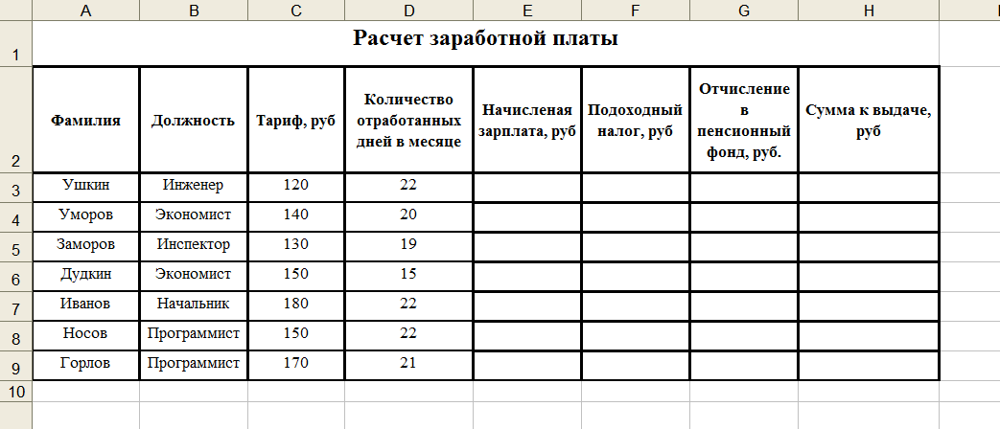 A B C D E F G H
1 Расчет заработной платы
2 Фамилия Должность Тариф, руб Количество отработанных дней в месяце Начисленая зарплата, руб Подоходный налог, руб Отчисление в пенсионный фонд, руб. Сумма к выдаче, руб
3 Ушкин Инженер 120 22
4 Уморов Экономист 140 20
5 Заморов Инспектор 130 19
6 Дудкин Экономист 150 15
7 Иванов Начальник 180 22
8 Носов Программист 150 22
9 Горлов Программист 170 21
10